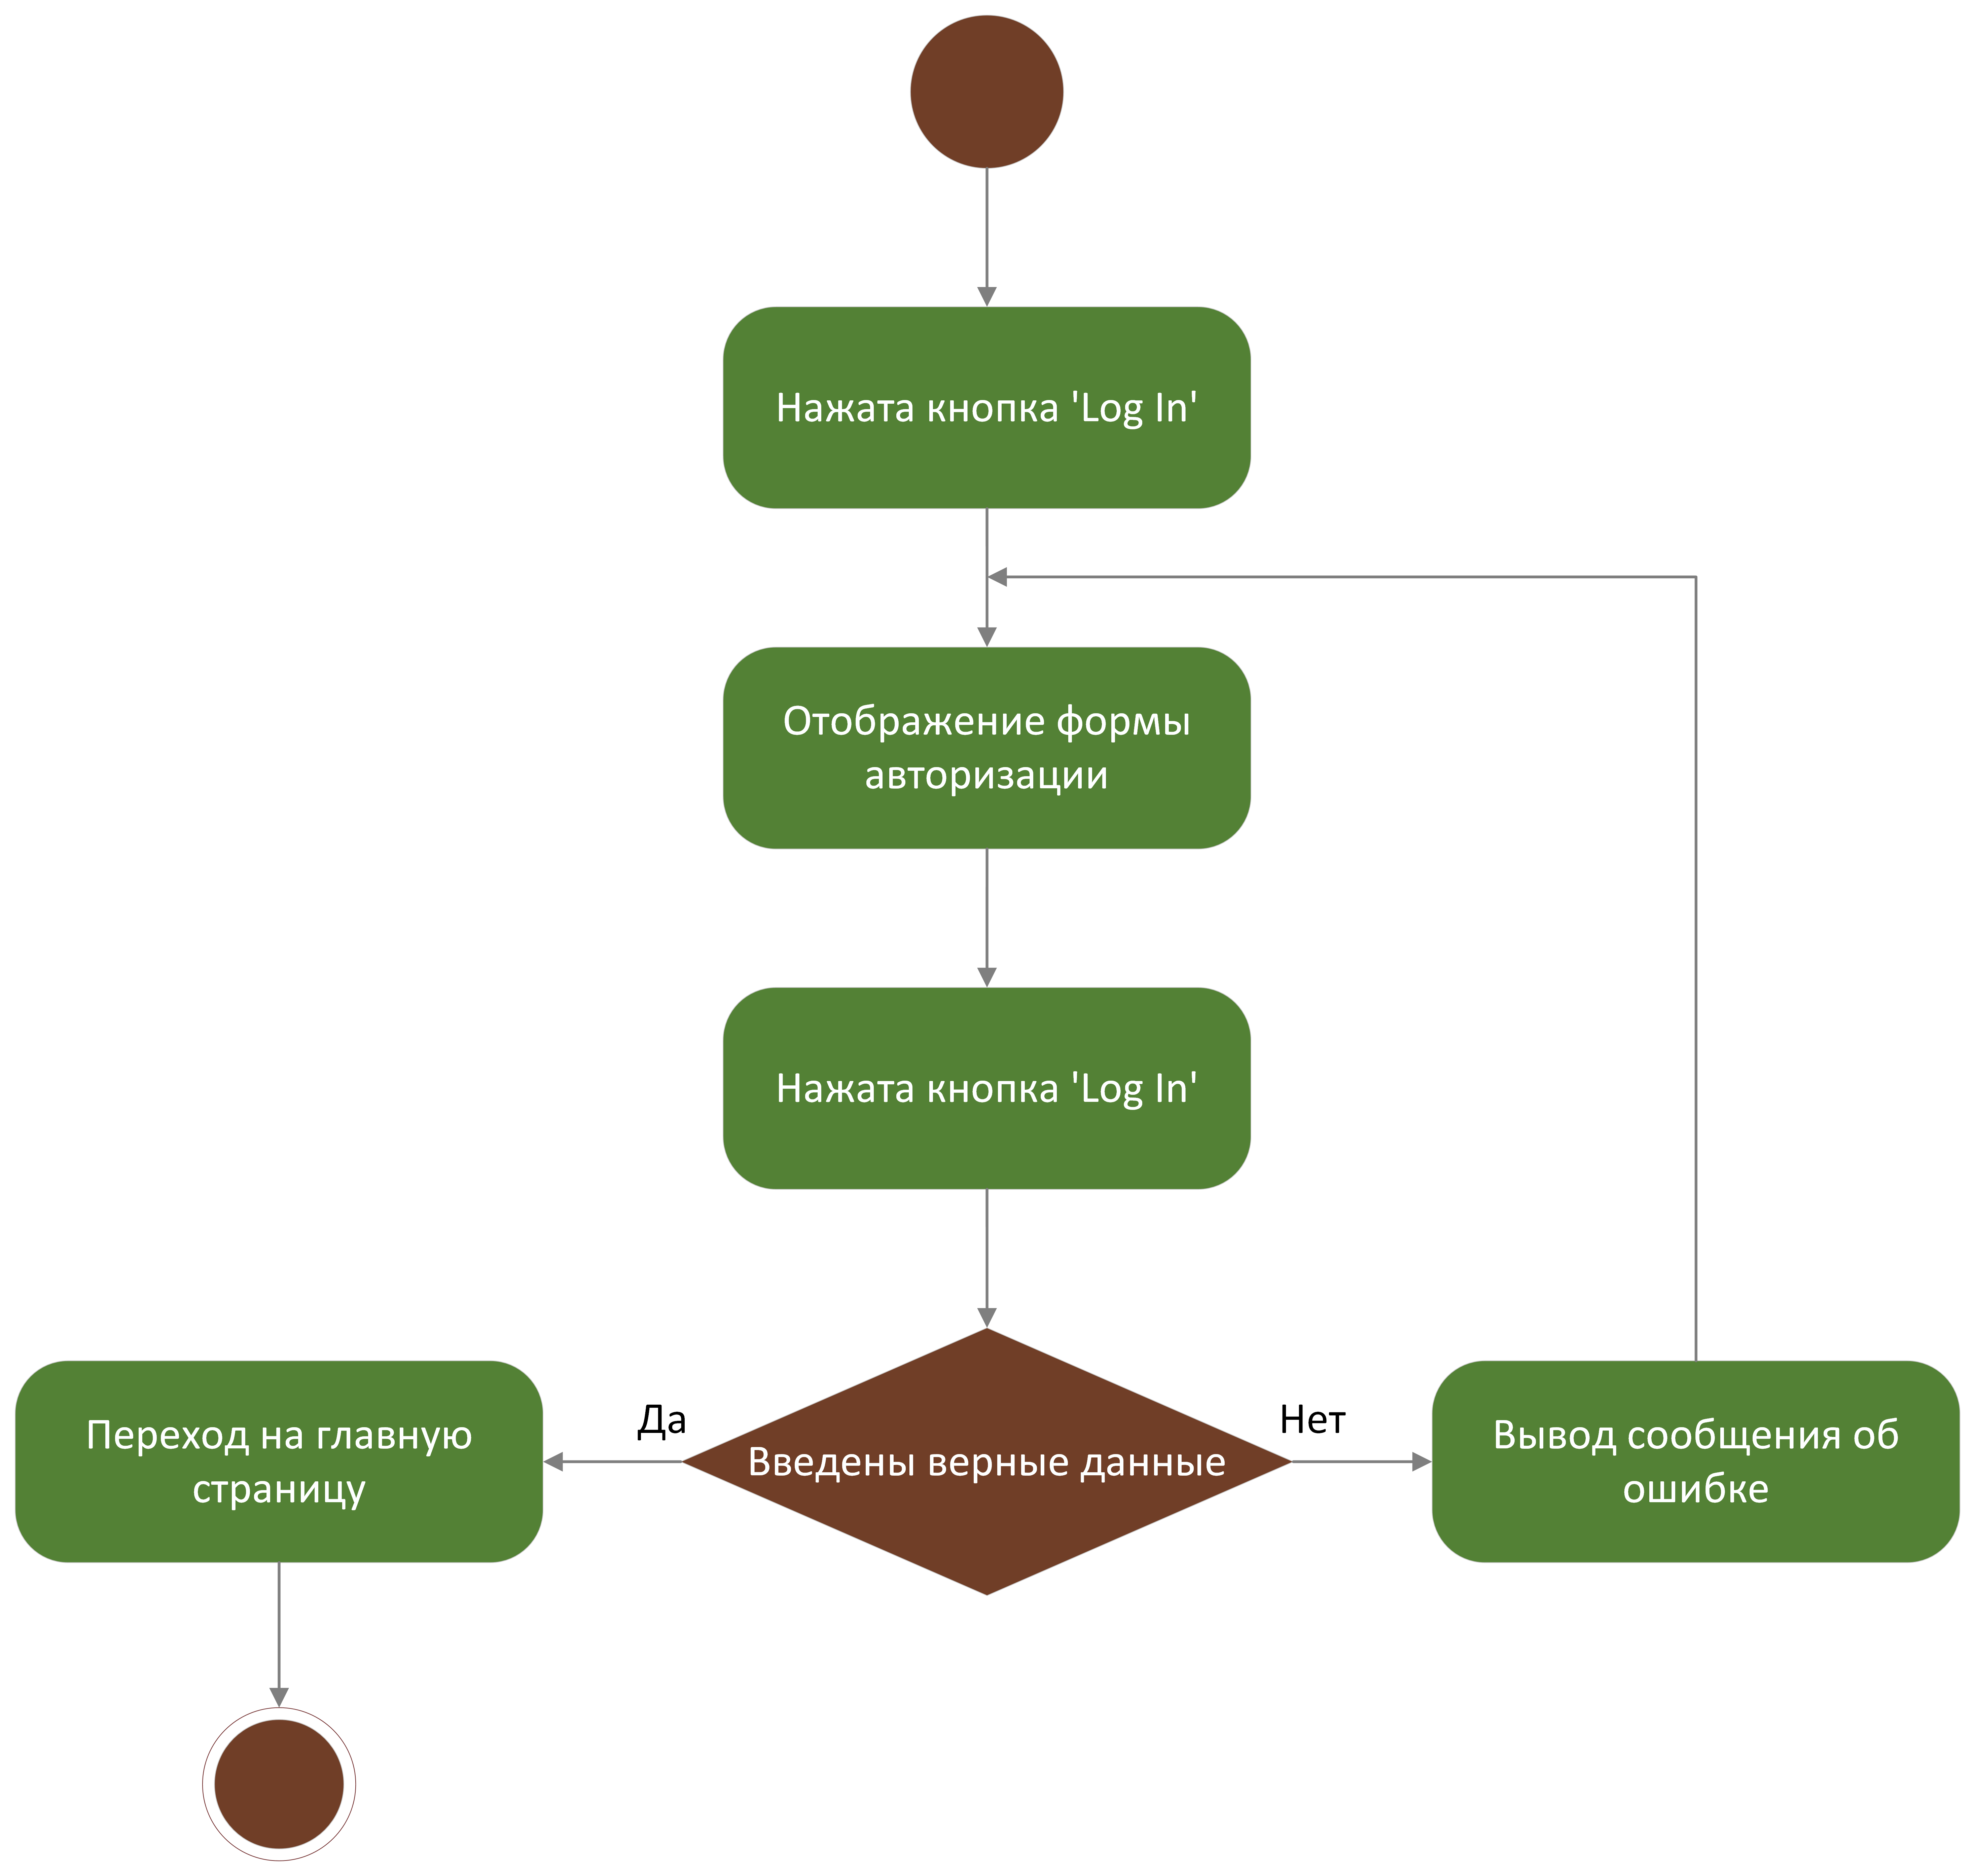 Нажата кнопка 'Log In'
Отображение формы
авторизации
Нажата кнопка 'Log In'
Переход на главную
страницу
Да
Введены верные данные
Нет
Вывод сообщения об
ошибке